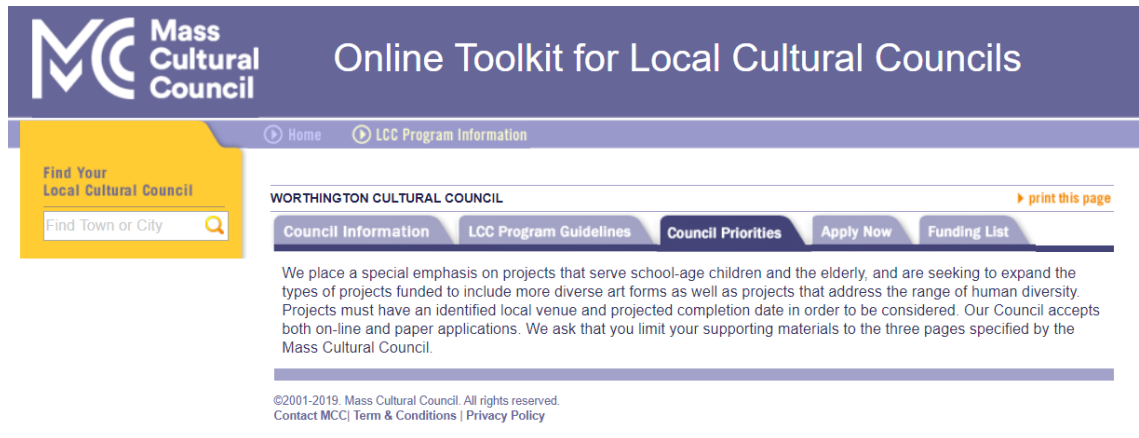 Mass
Cultural
Council
Online Toolkit for Local Cultural Councils
Home LCC Program Information
Find Your
Local Cultural Council
Find Town or City
WORTHINGTON CULTURAL COUNCIL print this page
Council Information LCC Program Guidelines Council Priorities Apply Now Funding List
We place a special emphasis on projects that serve school-age children and the elderly, and are seeking to expand the
types of projects funded to include more diverse art forms as well as projects that address the range of human diversity.
Projects must have an identified local venue and projected completion date in order to be considered. Our Council accepts
both on-line and paper applications. We ask that you limit your supporting materials to the three pages specified by the
Mass Cultural Council.
©2001-2019. Mass Cultural Council. All rights reserved.
Contact MCC| Term & Conditions | Privacy Policy